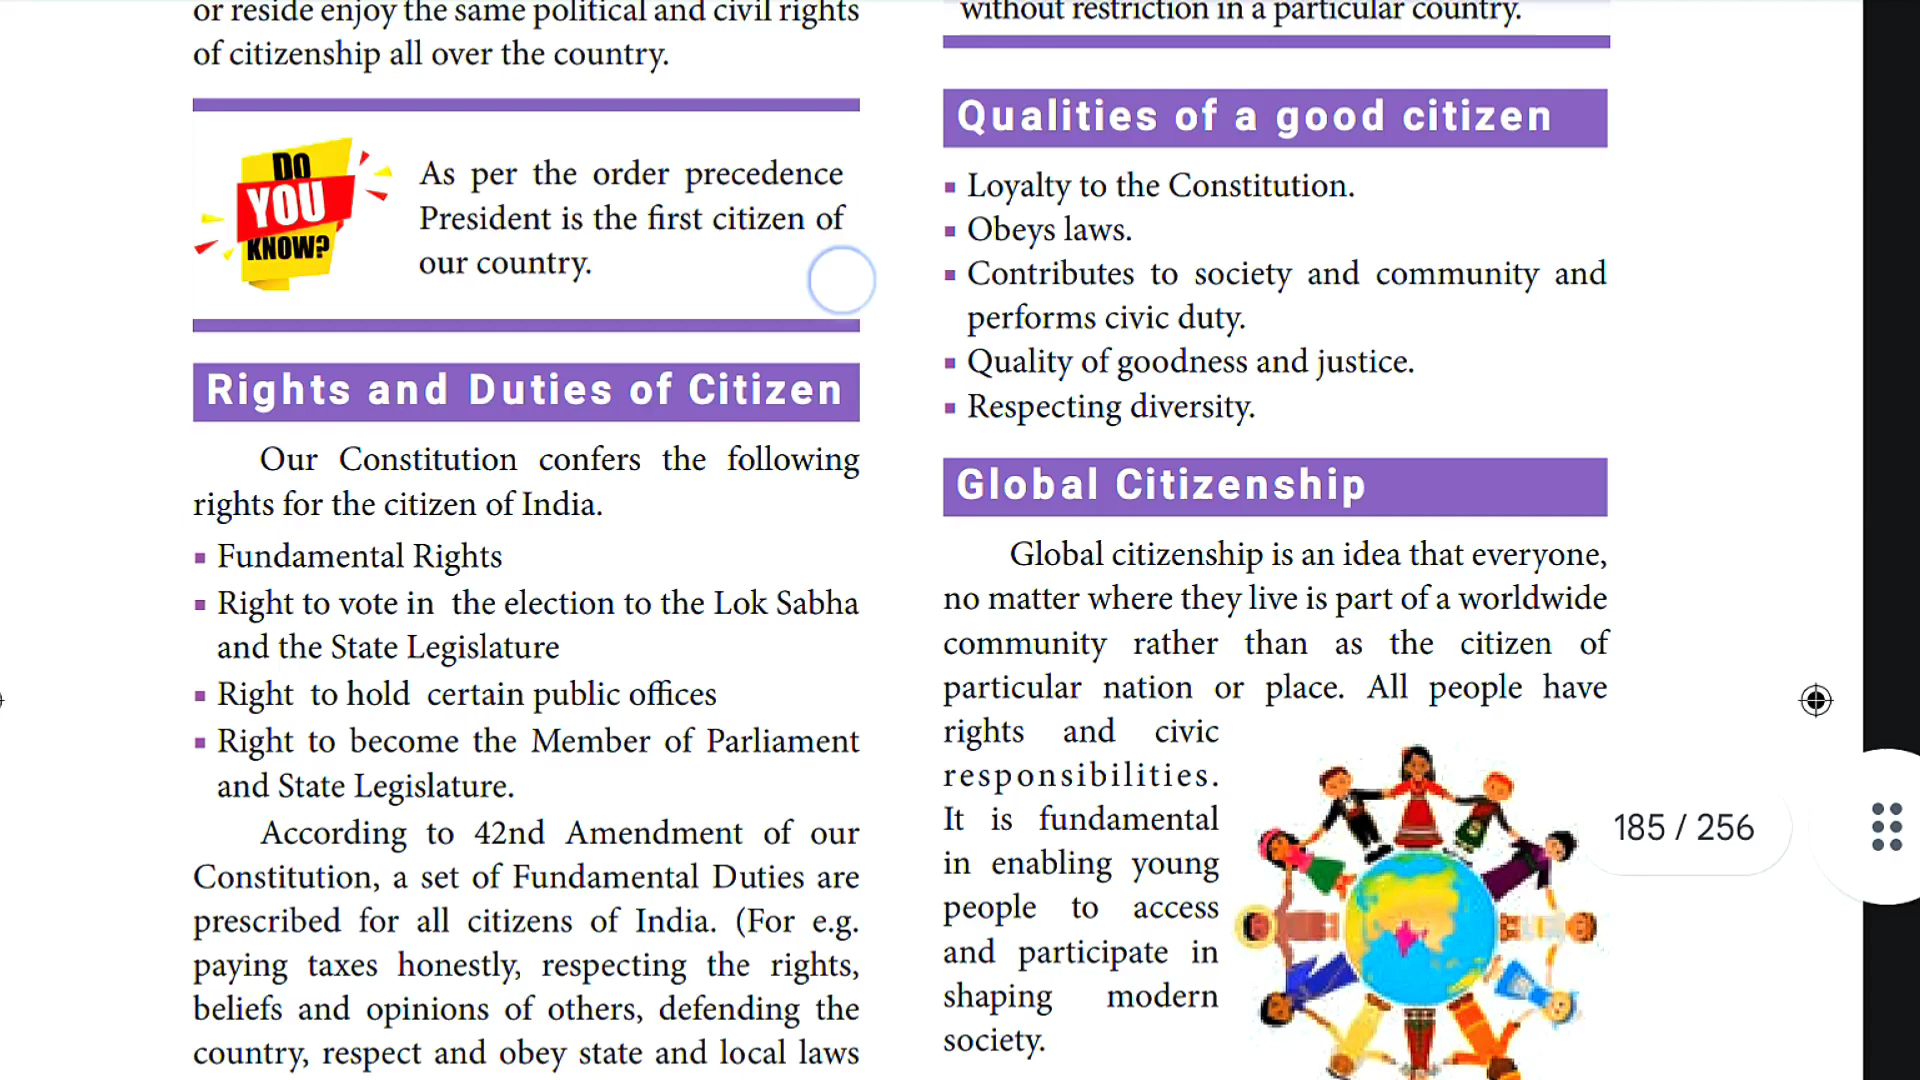 or reside enjoy the same political and civil rights
of citizenship all over the country.
DO
YOU
KNOW?
As per the order precedence
President is the first citizen of
our country.
Rights and Duties of Citizen
Our Constitution confers the following
rights for the citizen of India.
▪ Fundamental Rights
▪ Right to vote in the election to the Lok Sabha
and the State Legislature
▪ Right to hold certain public offices
▪ Right to become the Member of Parliament
and State Legislature.
According to 42nd Amendment of our
Constitution, a set of Fundamental Duties are
prescribed for all citizens of India. (For e.g.
paying taxes honestly, respecting the rights,
beliefs and opinions of others, defending the
country, respect and obey state and local laws
without restriction in a particular country.
Qualities of a good citizen
▪ Loyalty to the Constitution.
▪ Obeys laws.
▪ Contributes to society and community and
performs civic duty.
▪ Quality of goodness and justice.
▪ Respecting diversity.
Global Citizenship
Global citizenship is an idea that everyone,
no matter where they live is part of a worldwide
community rather than as the citizen of
particular nation or place. All people have
rights and civic
responsibilities.
It is fundamental
in enabling young
people to access
and participate in
shaping modern
society.
185 / 256